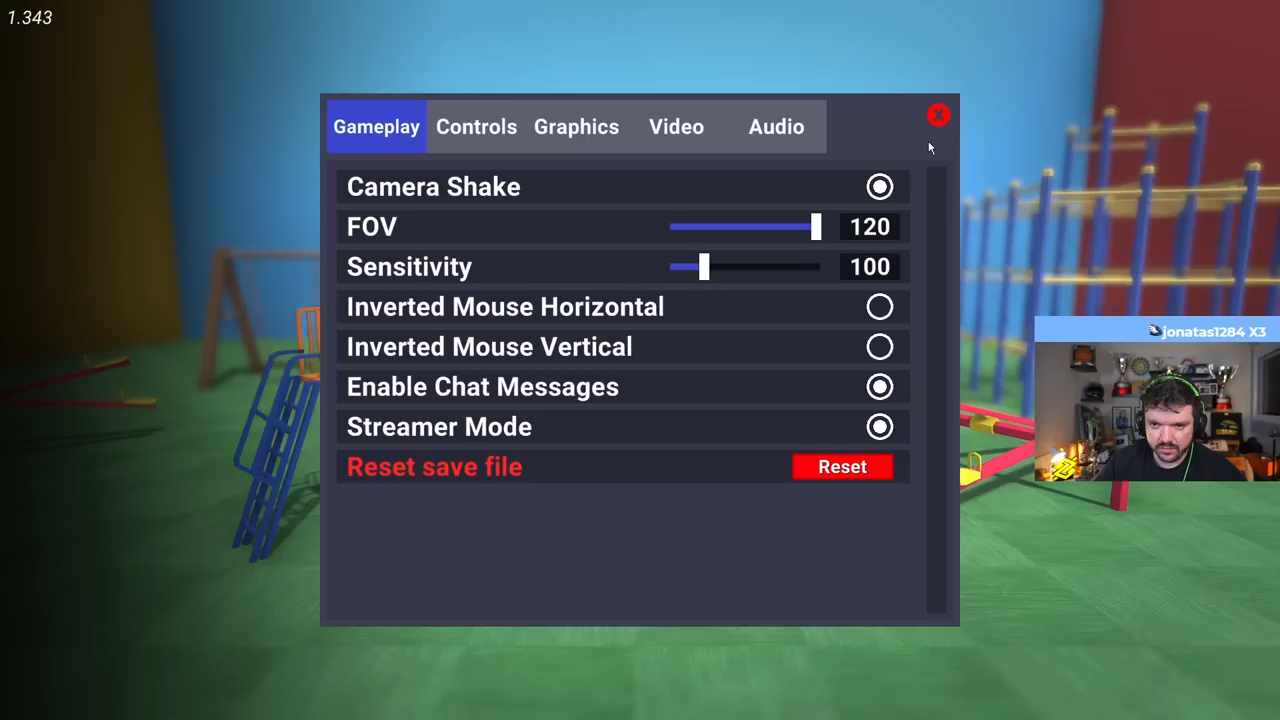 1.343
Gameplay Controls Graphics Video Audio
X
Camera Shake
FOV 120
Sensitivity 100
Inverted Mouse Horizontal
Inverted Mouse Vertical
Enable Chat Messages
Streamer Mode
Reset save file Reset
jonatas1284 X3